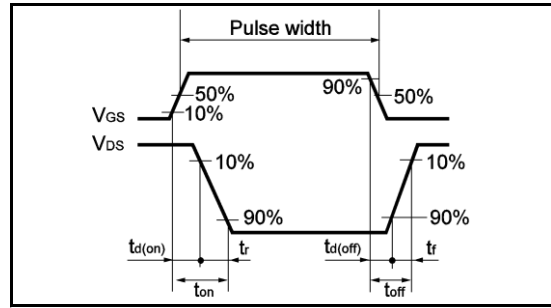 Pulse width
90%
50%
50%
10%
VGS
VDS
10%
10%
90%
90%
td(on)
tr
td(off)
tf
ton
toff